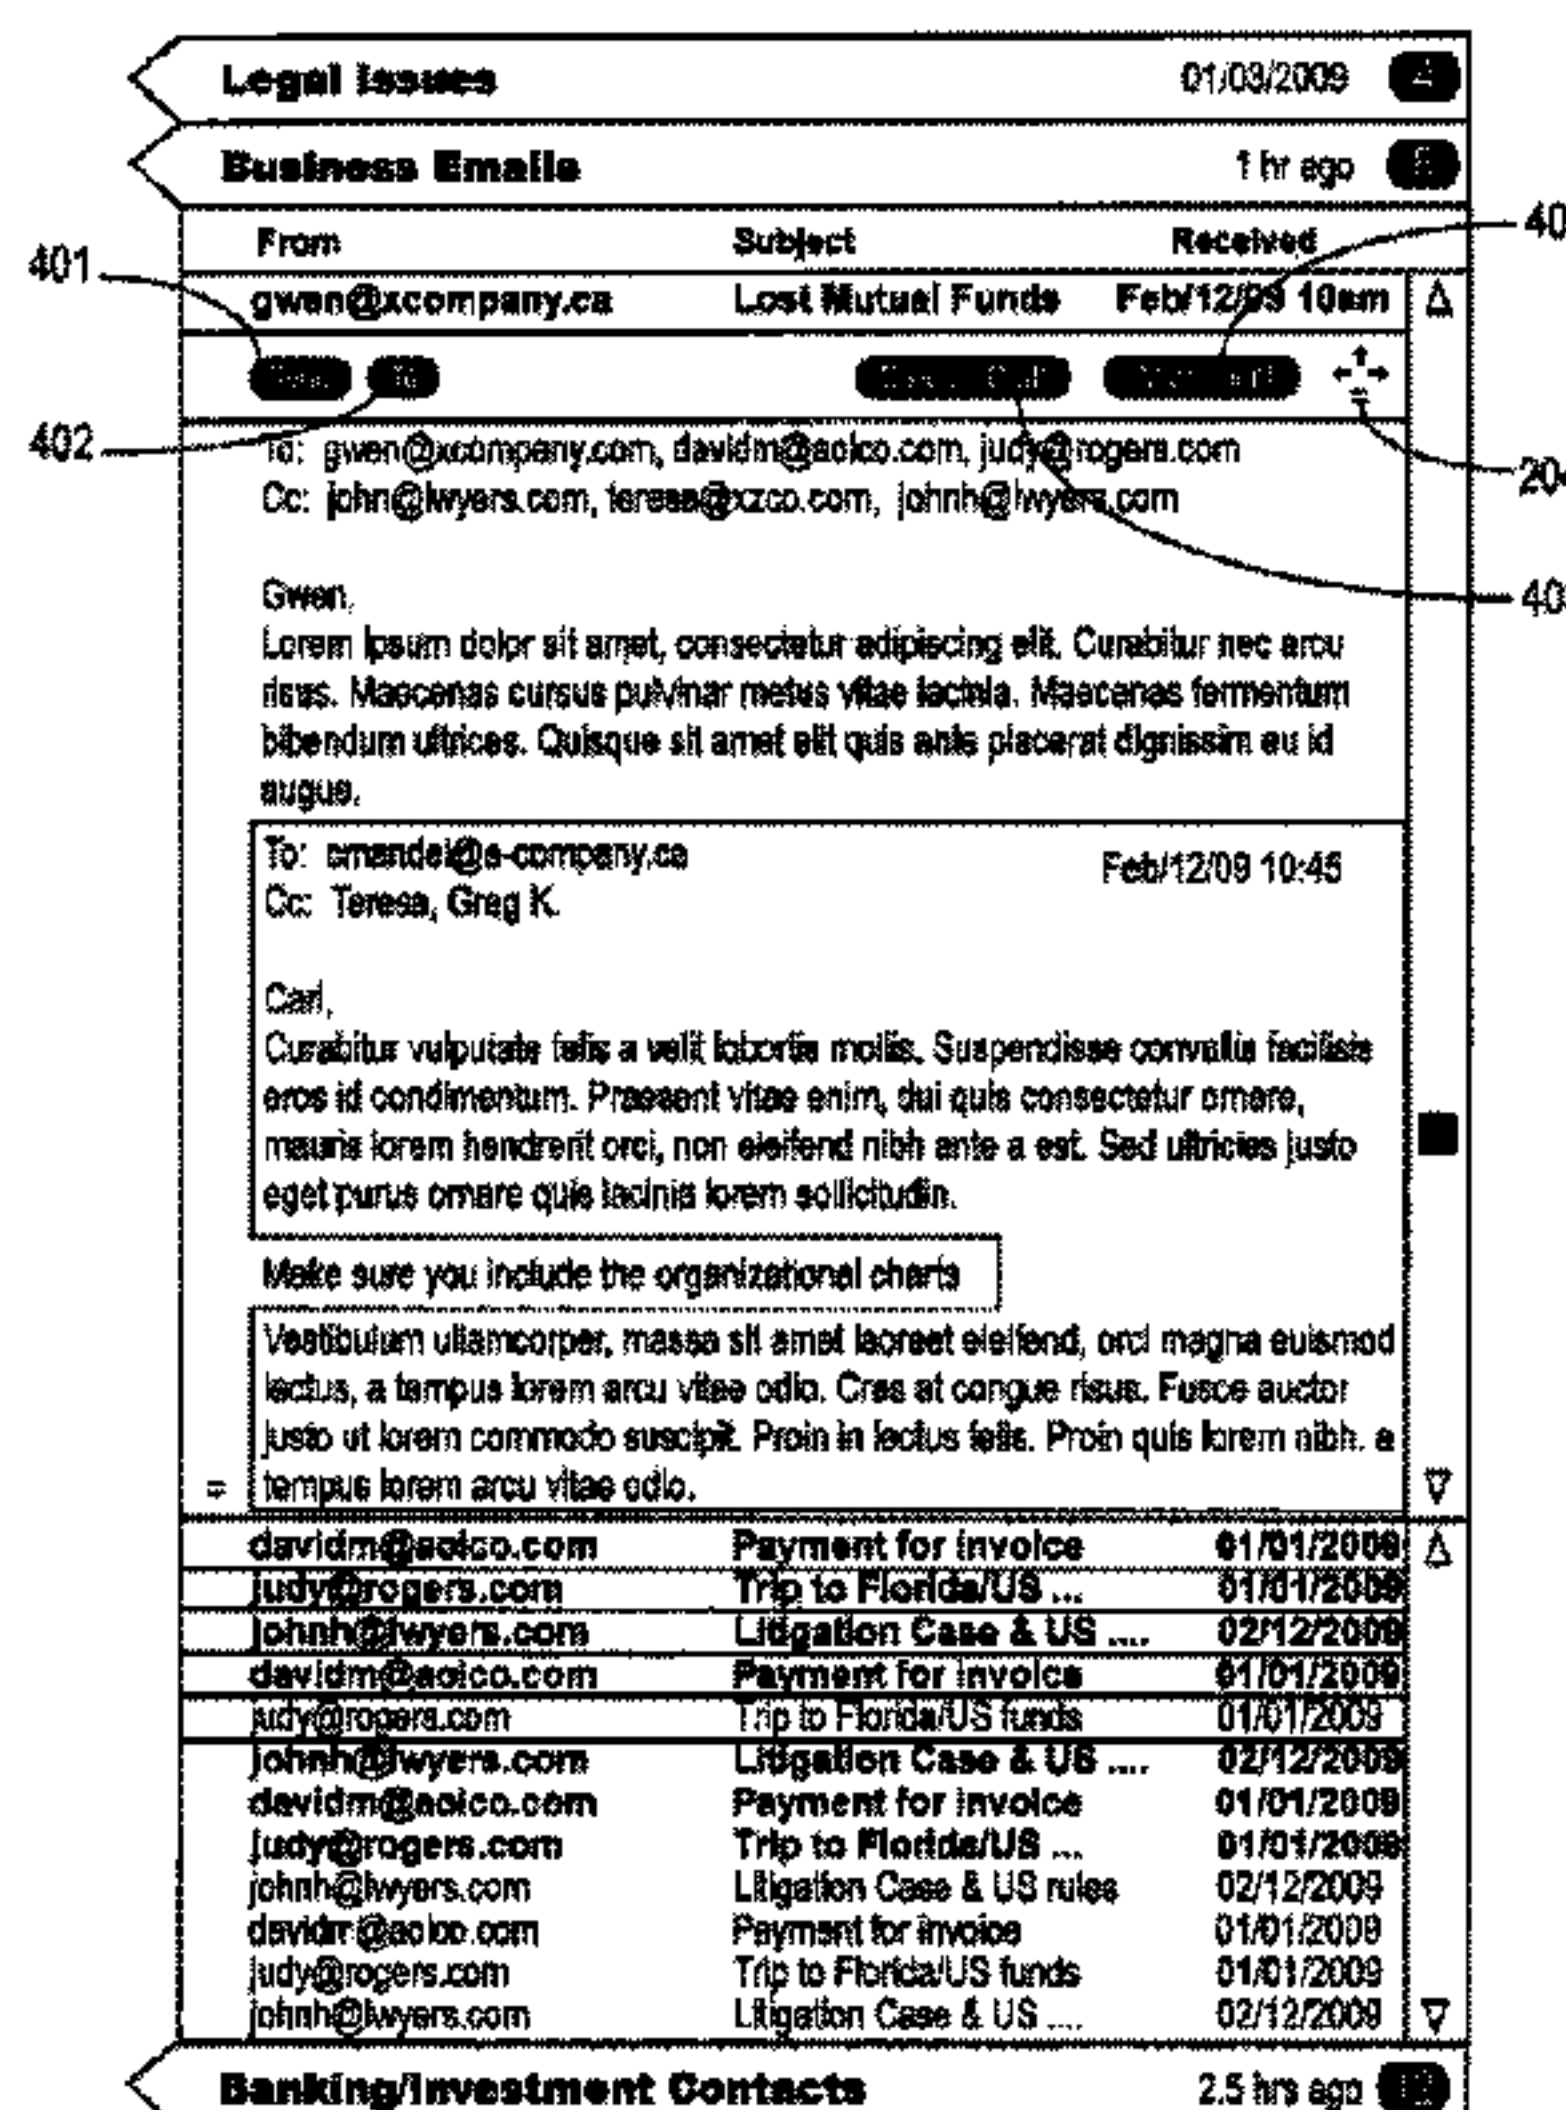 Legal Issues 01/03/2009
Business Emails 1 hr ago
From Subject Received
401
gwen@xcompany.ca Lost Mutual Funds Feb/12/09 10am
402
To: gwen@xcompany.com, davidm@aolco.com, judy@rogers.com
Cc: john@lwyers.com, teresa@xzco.com, johnh@lwyers.com
Gwen,
Lorem Ipsum dolor sit amet, consectetur adipiscing elit. Curabitur nec arcu
risus. Maecenas cursus pulvinar metus vitae lacinia. Maecenas fermentum
bibendum ultrices. Quisque sit amet elit quis ante placerat dignissim eu id
augue.
To: cmandel@a-company.ca Feb/12/09 10:45
Cc: Teresa, Greg K.
Carl,
Curabitur vulputate felis a velit lobortis mollis. Suspendisse convallis facilisis
eros id condimentum. Praesent vitae enim, dui quis consectetur ornare,
mauris lorem hendrerit orci, non eleifend nibh ante a est. Sed ultricies justo
eget purus ornare quis lacinia lorem sollicitudin.
Make sure you include the organizational charts
Vestibulum ullamcorper, massa sit amet laoreet eleifend, orci magna euismod
lectus, a tempus lorem arcu vitae odio. Cras at congue risus. Fusce auctor
justo ut lorem commodo suscipit. Proin in lectus felis. Proin quis lorem nibh. a
= tempus lorem arcu vitae odio.
davidm@aolco.com Payment for invoice 01/01/2009
judy@rogers.com Trip to Florida/US ... 01/01/2009
johnh@lwyers.com Litigation Case & US .... 02/12/2009
davidm@aolco.com Payment for invoice 01/01/2009
judy@rogers.com Trip to Florida/US funds 01/01/2009
johnh@lwyers.com Litigation Case & US .... 02/12/2009
davidm@aolco.com Payment for invoice 01/01/2009
judy@rogers.com Trip to Florida/US ... 01/01/2009
johnh@lwyers.com Litigation Case & US rules 02/12/2009
davidm@aolco.com Payment for invoice 01/01/2009
judy@rogers.com Trip to Florida/US funds 01/01/2009
johnh@lwyers.com Litigation Case & US .... 02/12/2009
Banking/Investment Contacts 2.5 hrs ago